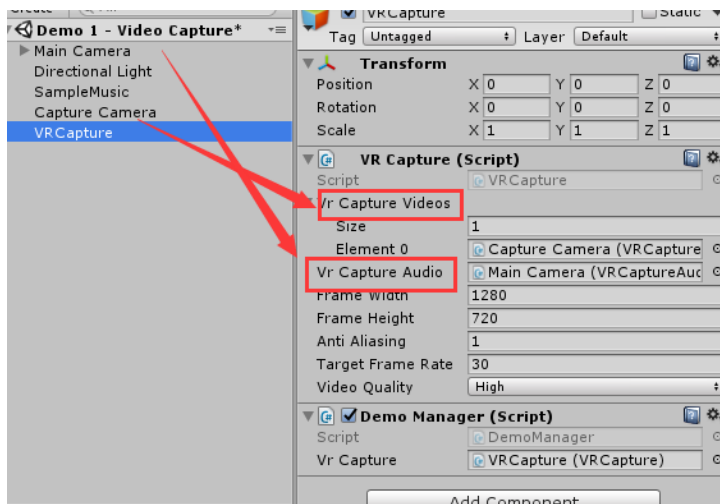 Demo 1 - Video Capture*
Main Camera
Directional Light
SampleMusic
Capture Camera
VRCapture
VRCapture
Static
Tag Untagged Layer Default
Transform
Position X 0 Y 0 Z 0
Rotation X 0 Y 0 Z 0
Scale X 1 Y 1 Z 1
VR Capture (Script)
Script VRCapture
Vr Capture Videos
Size 1
Element 0 Capture Camera (VRCapture
Vr Capture Audio Main Camera (VRCaptureAud
Frame Width 1280
Frame Height 720
Anti Aliasing 1
Target Frame Rate 30
Video Quality High
Demo Manager (Script)
Script DemoManager
Vr Capture VRCapture (VRCapture)
Add Component